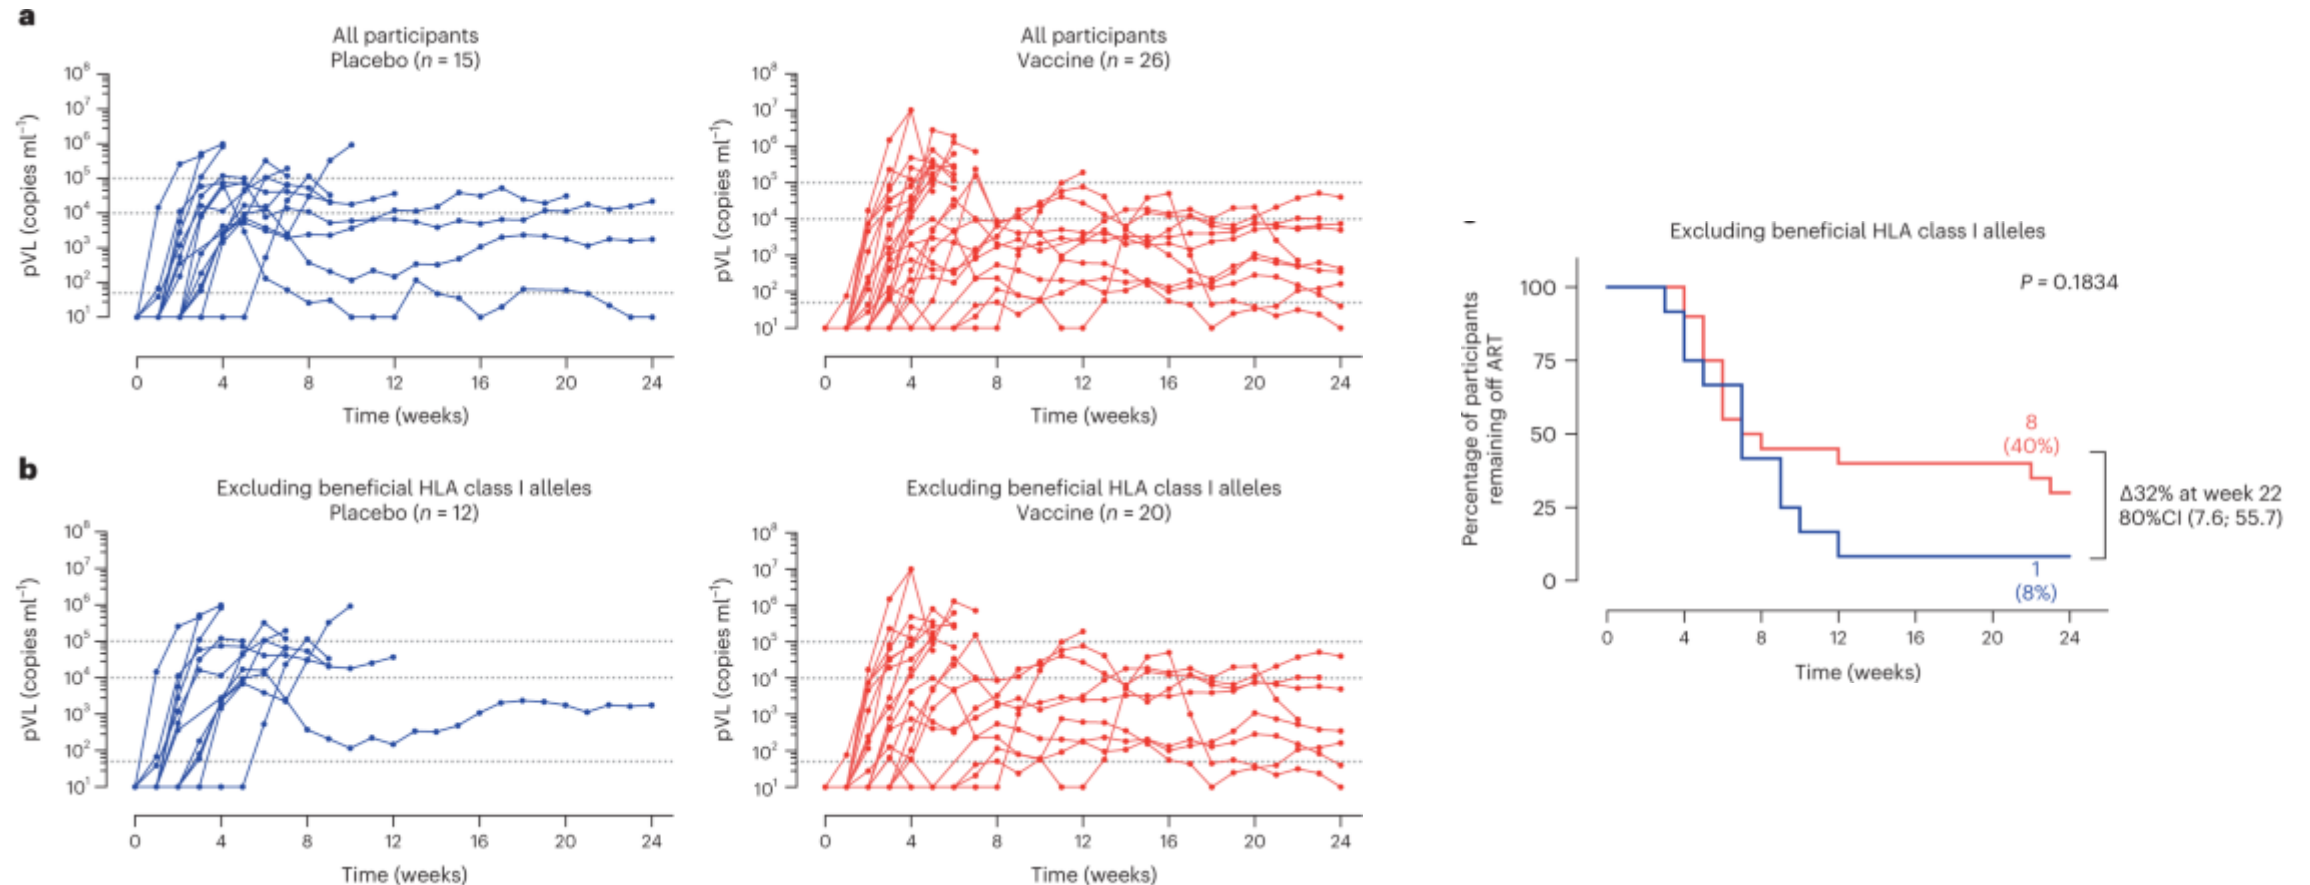 a
All participants
Placebo (n = 15)
10⁸
10⁷
10⁶
10⁵
10⁴
10³
10²
10¹
pVL (copies ml⁻¹)
0 4 8 12 16 20 24
Time (weeks)
All participants
Vaccine (n = 26)
10⁸
10⁷
10⁶
10⁵
10⁴
10³
10²
10¹
pVL (copies ml⁻¹)
0 4 8 12 16 20 24
Time (weeks)
b
Excluding beneficial HLA class I alleles
Placebo (n = 12)
10⁸
10⁷
10⁶
10⁵
10⁴
10³
10²
10¹
pVL (copies ml⁻¹)
0 4 8 12 16 20 24
Time (weeks)
Excluding beneficial HLA class I alleles
Vaccine (n = 20)
10⁸
10⁷
10⁶
10⁵
10⁴
10³
10²
10¹
pVL (copies ml⁻¹)
0 4 8 12 16 20 24
Time (weeks)
Excluding beneficial HLA class I alleles
P = 0.1834
100
75
50
25
0
Percentage of participants
remaining off ART
8
(40%)
Δ32% at week 22
80%CI (7.6; 55.7)
1
(8%)
0 4 8 12 16 20 24
Time (weeks)